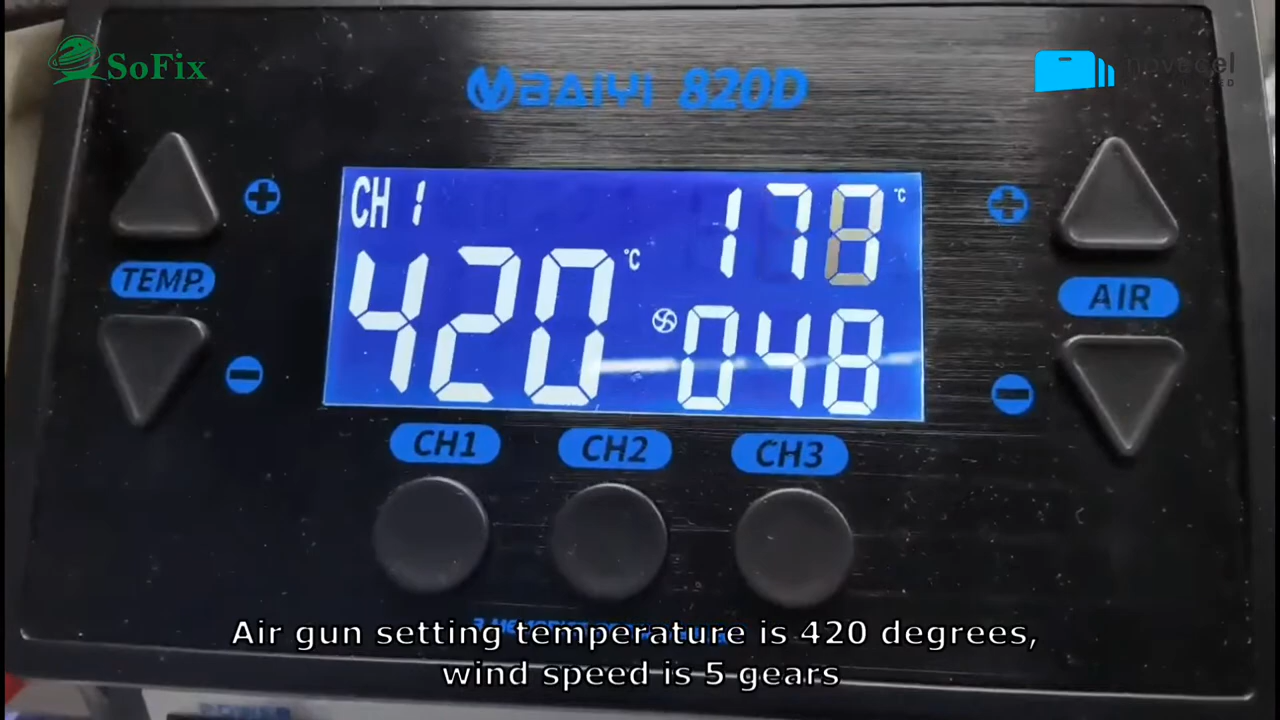 SoFix
BAIYI 820D
CH 1
178 °C
420 °C
048
TEMP.
AIR
CH1
CH2
CH3
Air gun setting temperature is 420 degrees,
wind speed is 5 gears